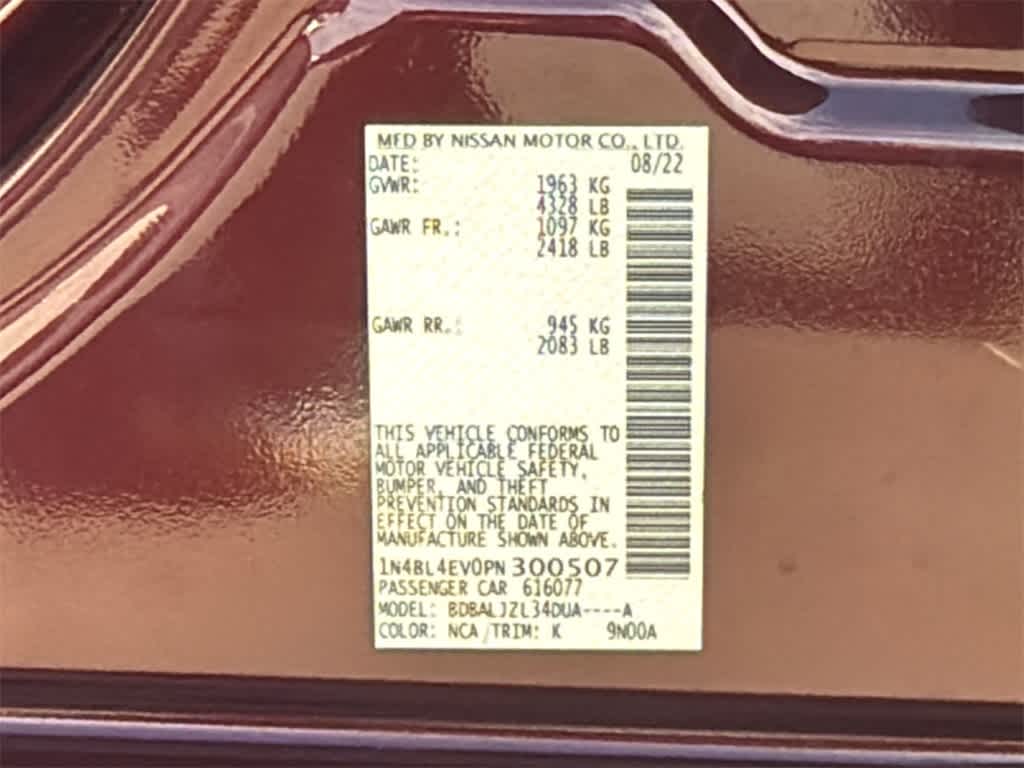 MFD BY NISSAN MOTOR CO., LTD.
DATE: 08/22
GVWR: 1963 KG
4328 LB
GAWR FR.: 1097 KG
2418 LB
GAWR RR.: 945 KG
2083 LB
THIS VEHICLE CONFORMS TO
ALL APPLICABLE FEDERAL
MOTOR VEHICLE SAFETY,
BUMPER, AND THEFT
PREVENTION STANDARDS IN
EFFECT ON THE DATE OF
MANUFACTURE SHOWN ABOVE.
1N4BL4EV0PN300507
PASSENGER CAR 616077
MODEL: BDBALJZL34DUA----A
COLOR: NCA /TRIM: K 9N00A